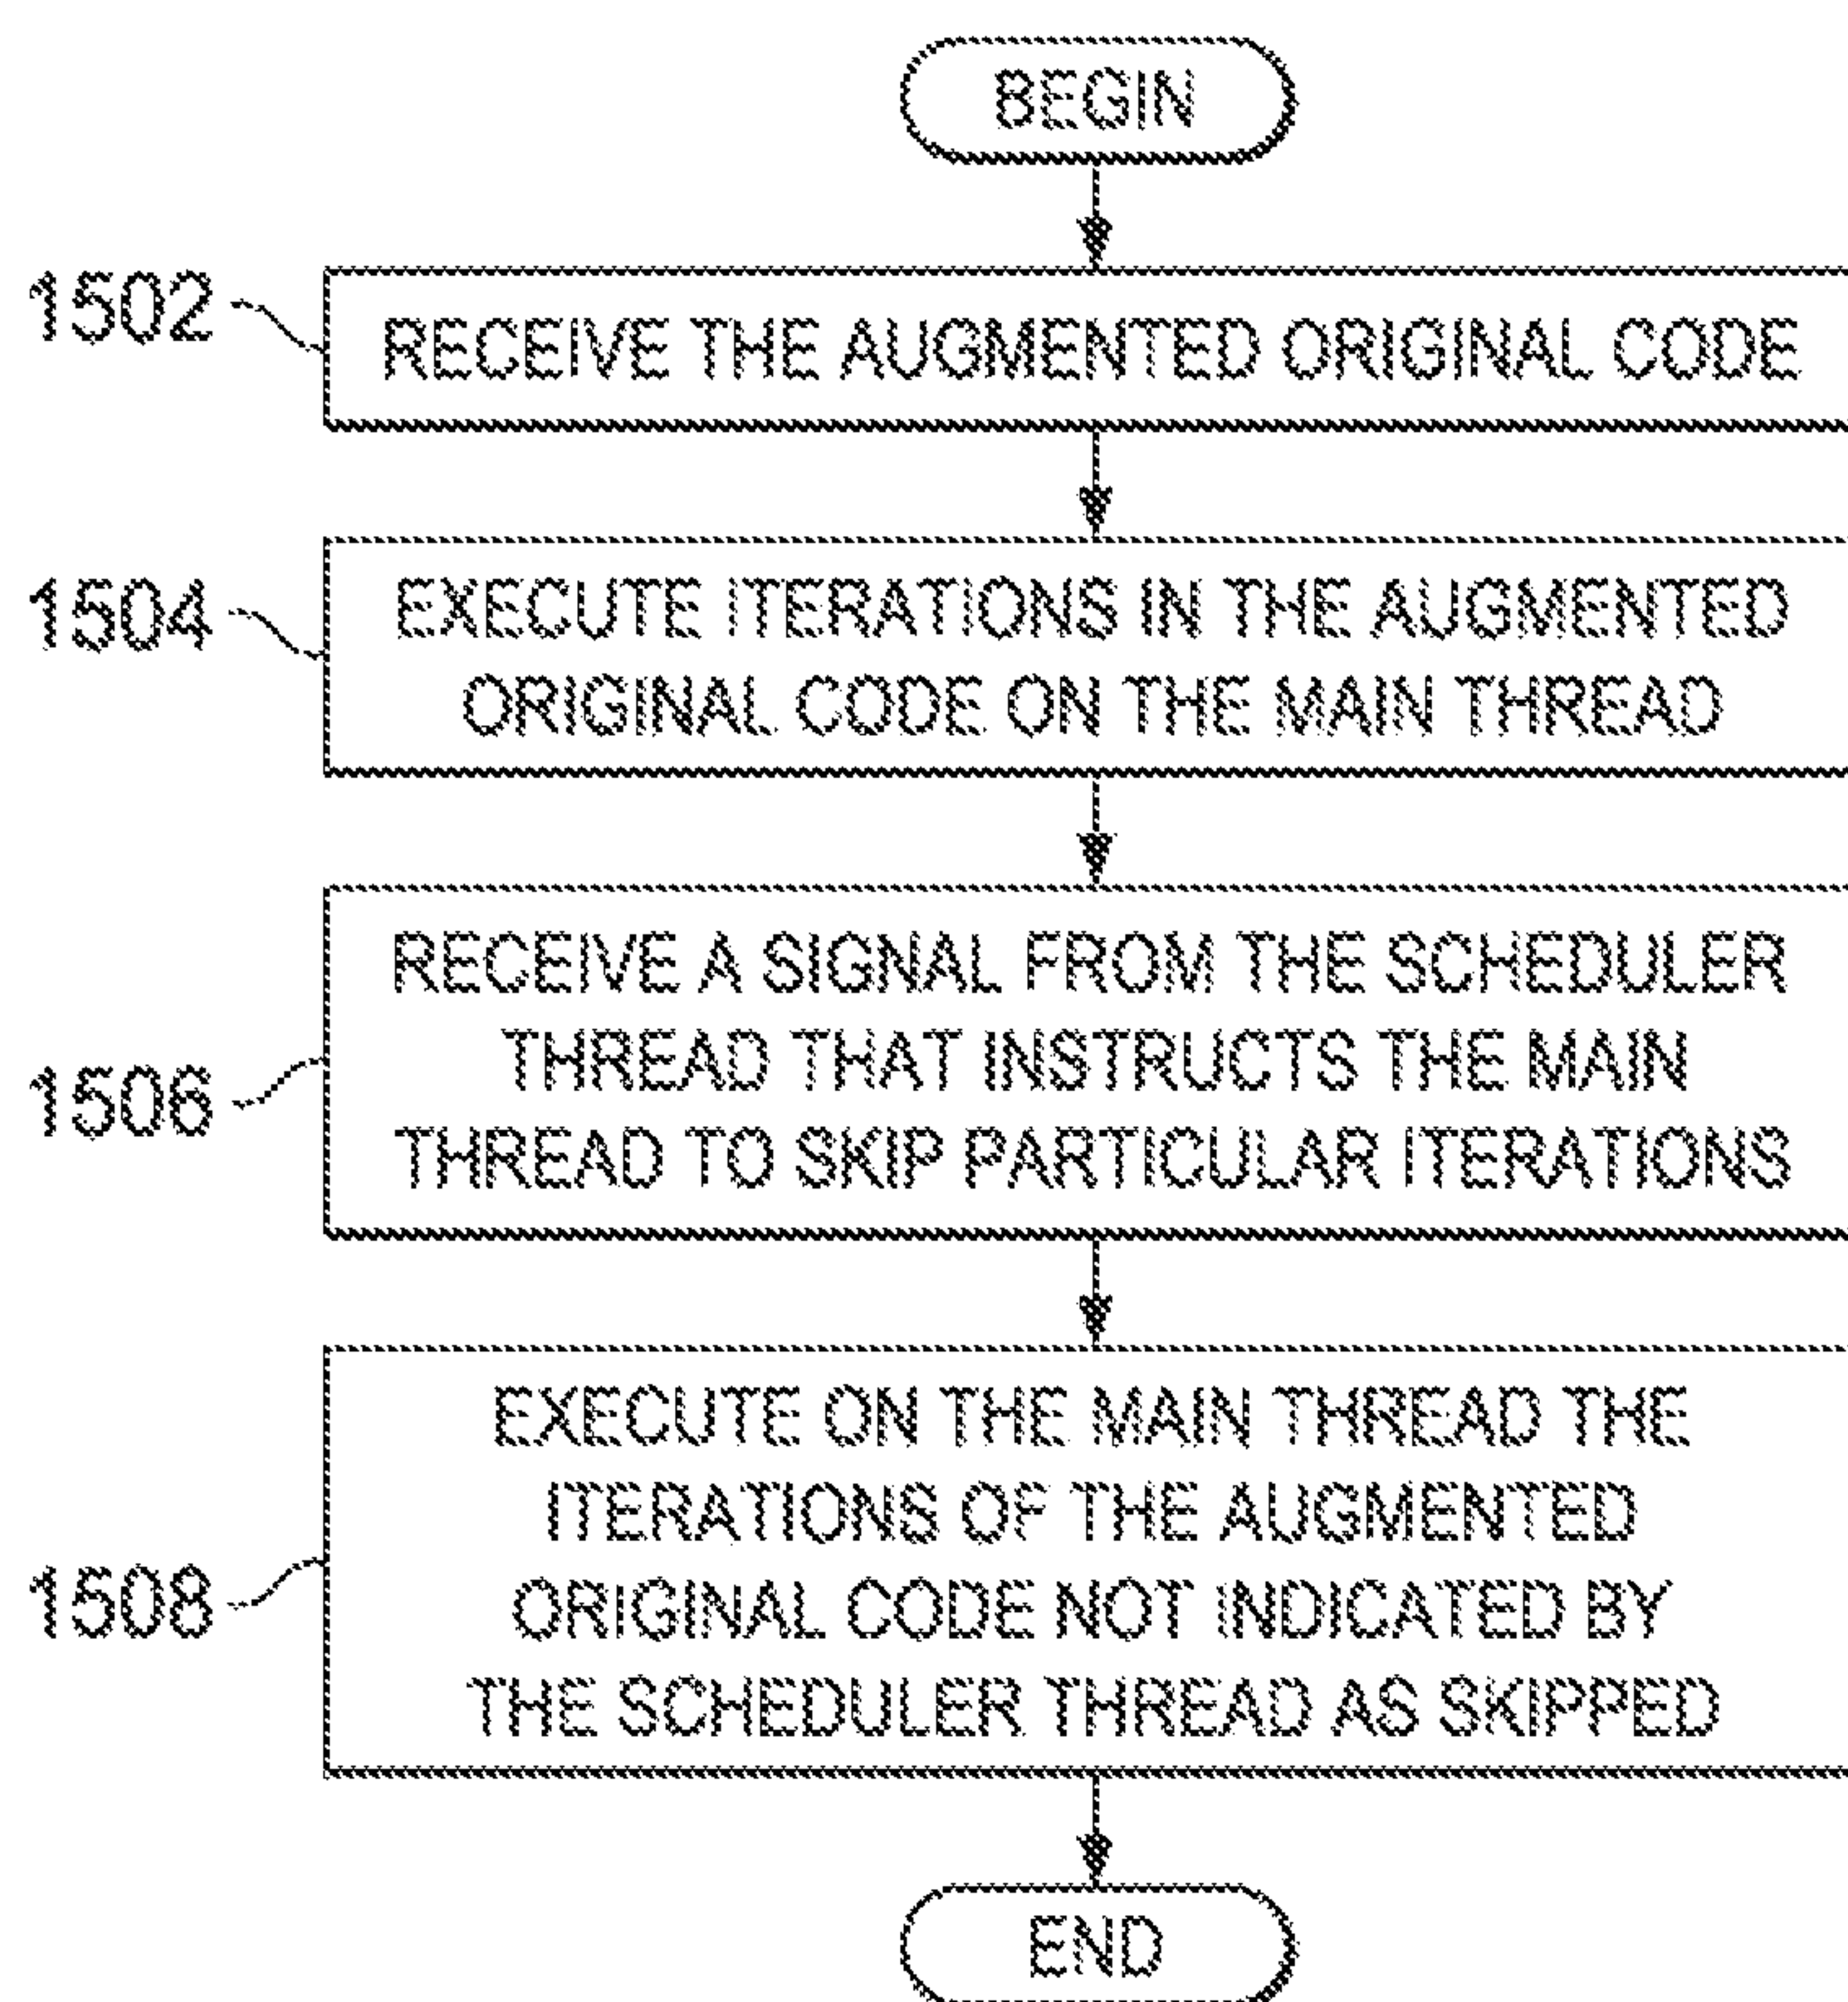 BEGIN
1502
RECEIVE THE AUGMENTED ORIGINAL CODE
1504
EXECUTE ITERATIONS IN THE AUGMENTED
ORIGINAL CODE ON THE MAIN THREAD
1506
RECEIVE A SIGNAL FROM THE SCHEDULER
THREAD THAT INSTRUCTS THE MAIN
THREAD TO SKIP PARTICULAR ITERATIONS
1508
EXECUTE ON THE MAIN THREAD THE
ITERATIONS OF THE AUGMENTED
ORIGINAL CODE NOT INDICATED BY
THE SCHEDULER THREAD AS SKIPPED
END